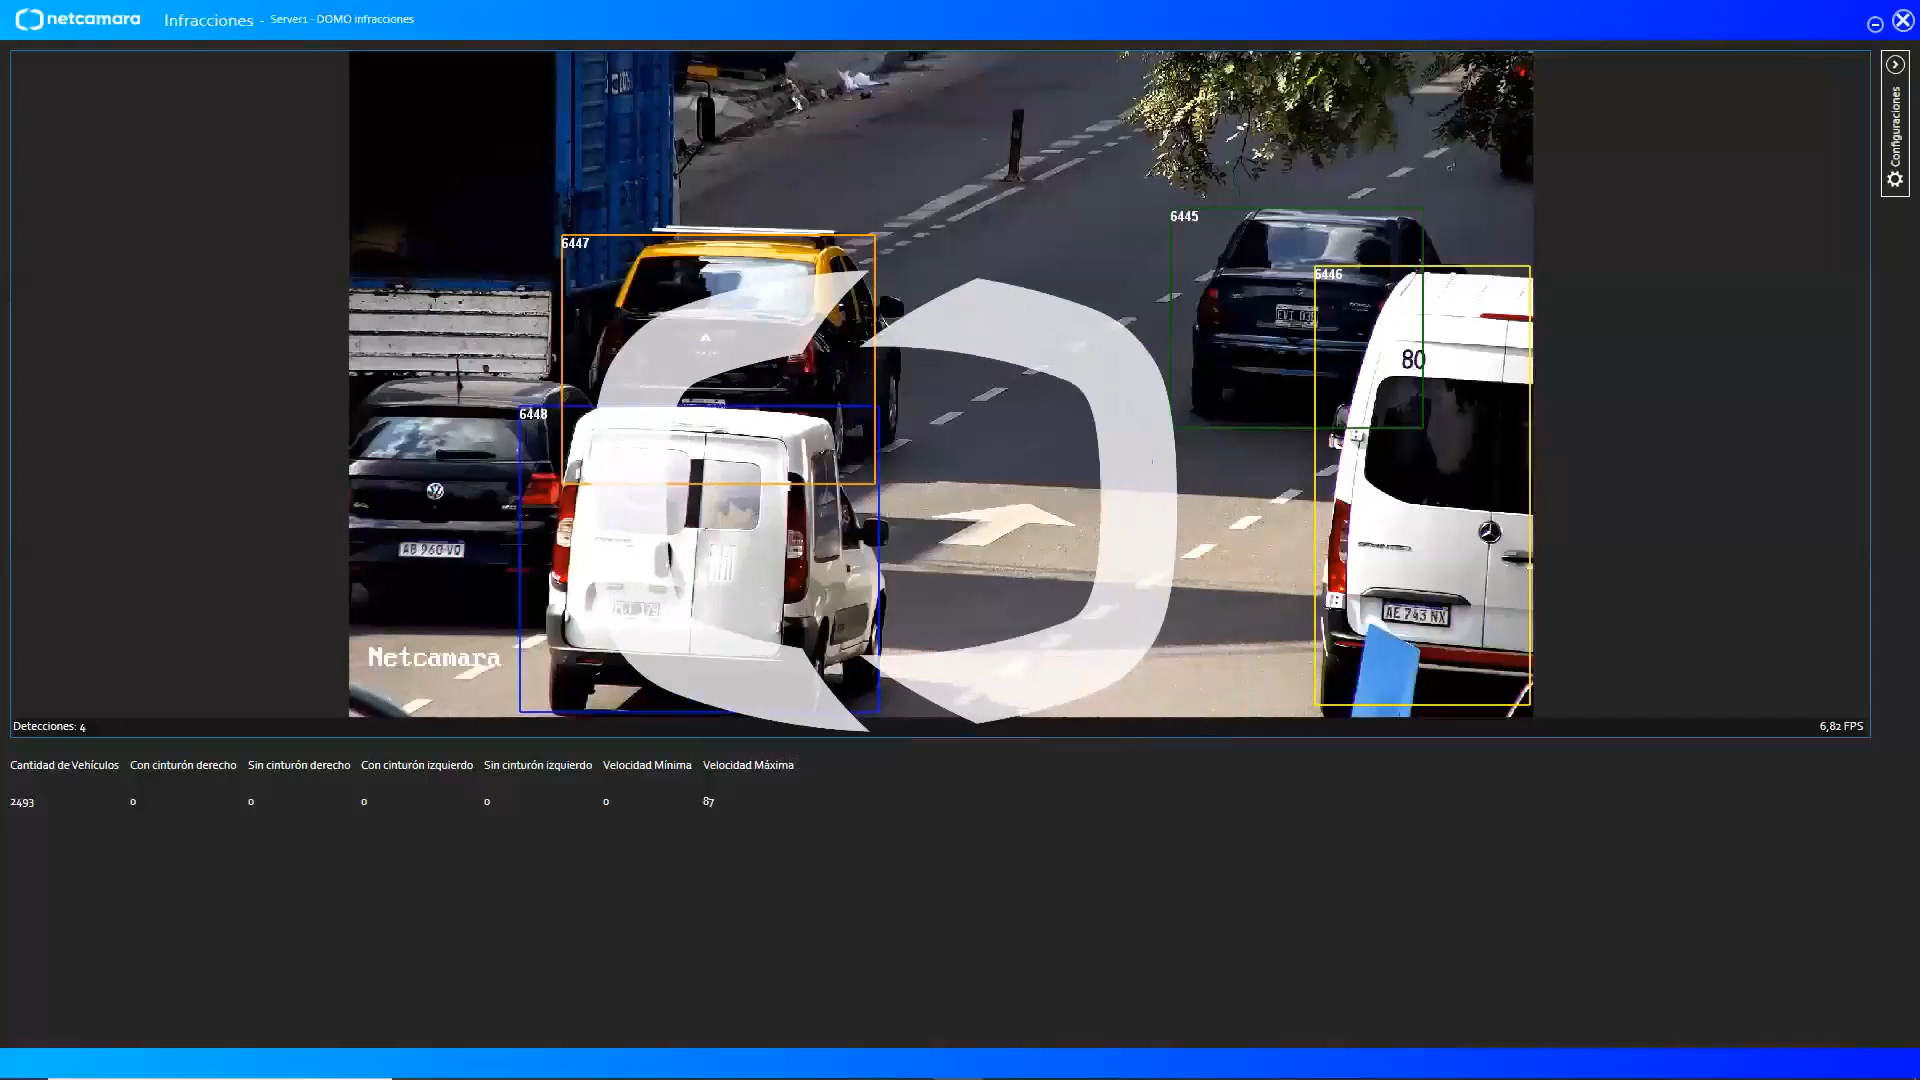 netcamara
Infracciones - Server1 - DOMO infracciones
Configuraciones
6445
6447
6446
EVI 03
80
6448
AB 960 VO
AE 743 NX
Netcamara
Detecciones: 4
6,82 FPS
Cantidad de Vehículos Con cinturón derecho Sin cinturón derecho Con cinturón izquierdo Sin cinturón izquierdo Velocidad Mínima Velocidad Máxima
2493 0 0 0 0 0 87